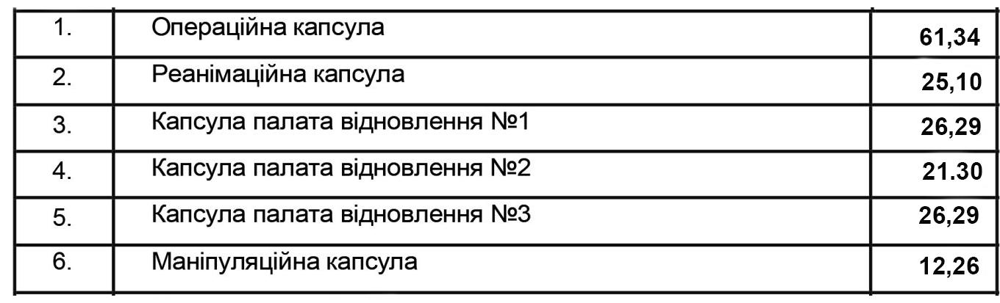 1. Операційна капсула 61,34
2. Реанімаційна капсула 25,10
3. Капсула палата відновлення №1 26,29
4. Капсула палата відновлення №2 21.30
5. Капсула палата відновлення №3 26,29
6. Маніпуляційна капсула 12,26